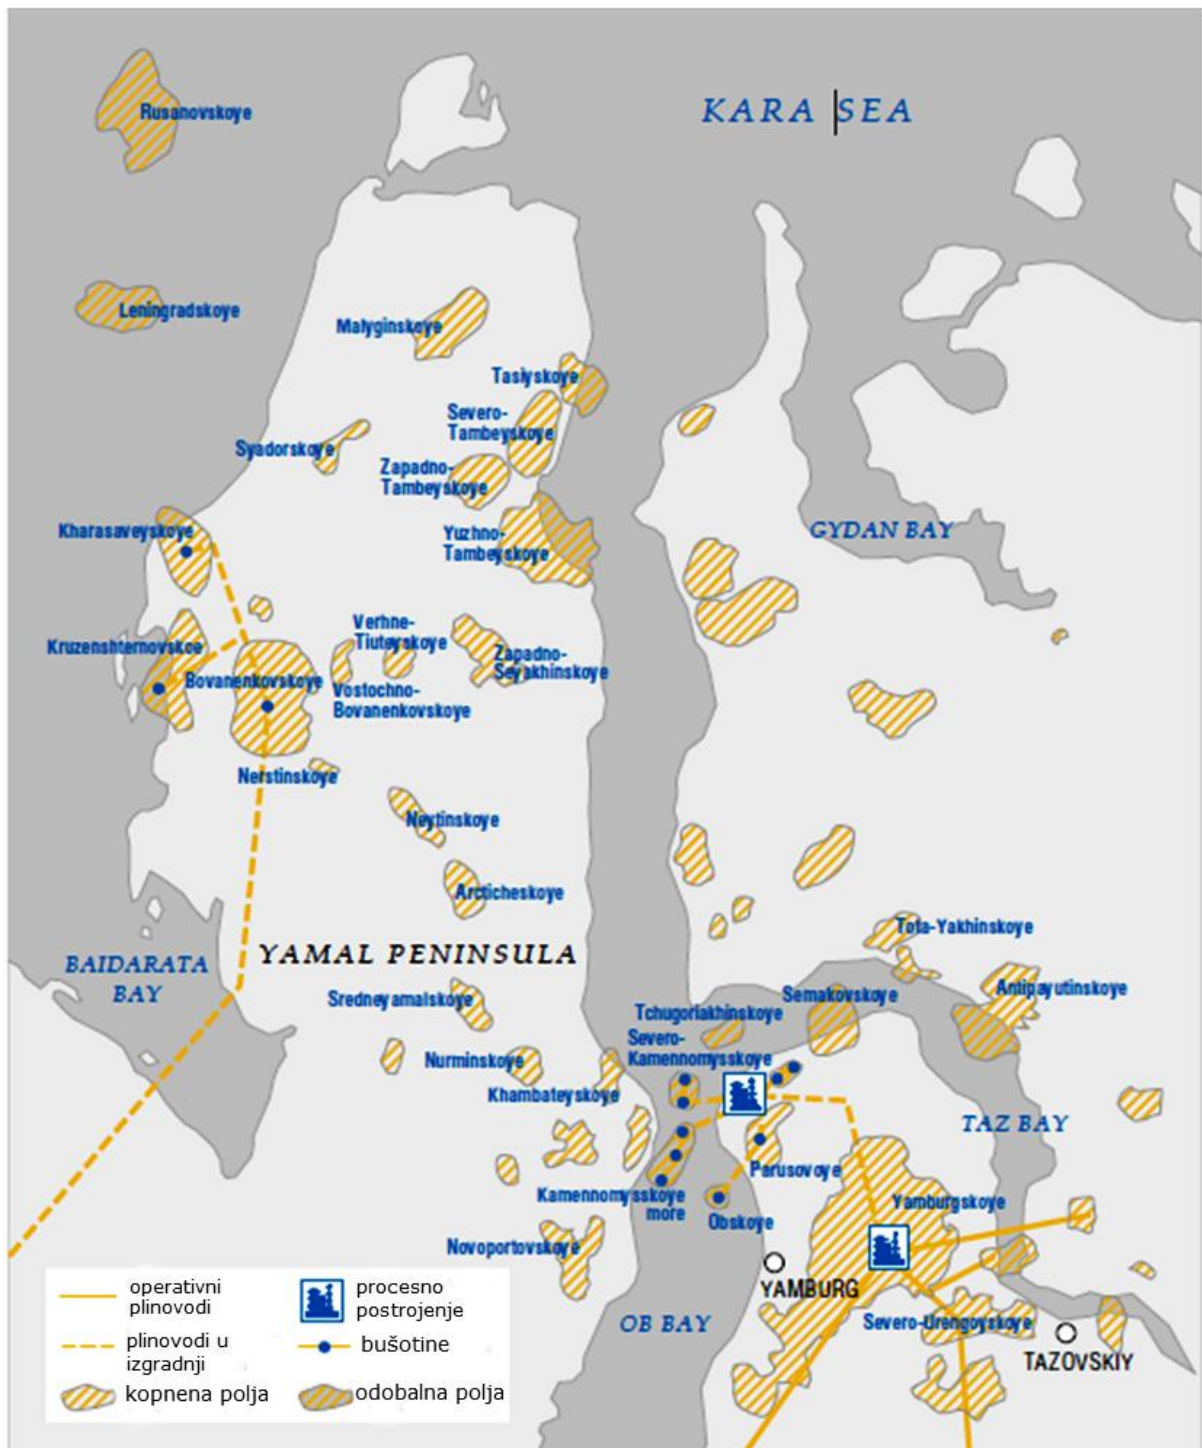 KARA SEA
Rusanovskoye
Leningradskoye
Malyginskoye
Tasiyskoye
Severo-
Tambeyskoye
Syadorskoye
Zapadno-
Tambeyskoye
Kharasaveyskoye
Yuzhno-
Tambeyskoye
GYDAN BAY
Verhne-
Tiuteyskoye
Kruzenshternovskoe
Zapadno-
Seyakhinskoye
Bovanenkovskoye
Vostochno-
Bovanenkovskoye
Nerstinskoye
Neytinskoye
Arcticheskoye
Tota-Yakhinskoye
YAMAL PENINSULA
BAIDARATA
BAY
Sredneyamalskoye
Semakovskoye
Antipayutinskoye
Tchugoriakhinskoye
Severo-
Kamennomysskoye
Nurminskoye
Khambateyskoye
TAZ BAY
Parusovoye
Kamennomysskoye
more
Obskoye
Yamburgskoye
Novoportovskoye
YAMBURG
OB BAY
Severo-Urengoyskoye
TAZOVSKIY
operativni
plinovodi
procesno
postrojenje
plinovodi u
izgradnji
bušotine
kopnena polja
odobalna polja